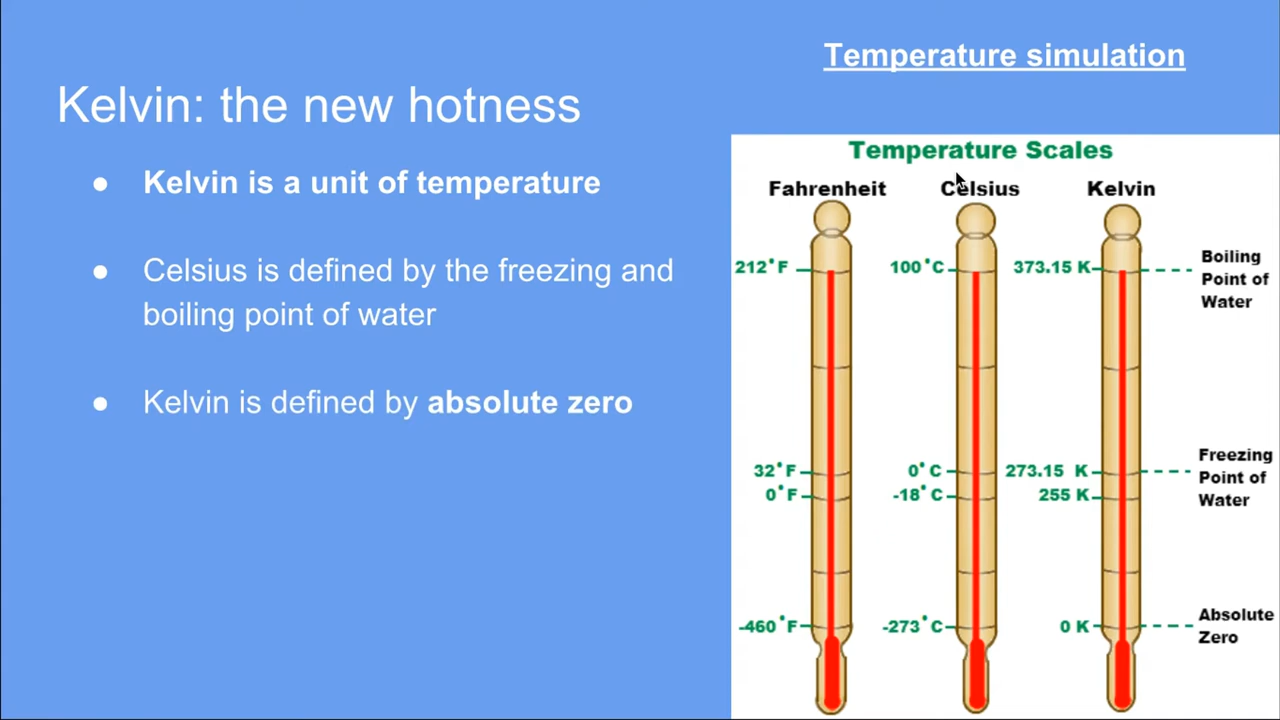 Temperature simulation
Kelvin: the new hotness
● Kelvin is a unit of temperature
● Celsius is defined by the freezing and
boiling point of water
● Kelvin is defined by absolute zero
Temperature Scales
Fahrenheit Celsius Kelvin
212°F 100°C 373.15 K
Boiling
Point of
Water
32°F 0°C 273.15 K
Freezing
Point of
Water
0°F -18°C 255 K
-460°F -273°C 0 K
Absolute
Zero